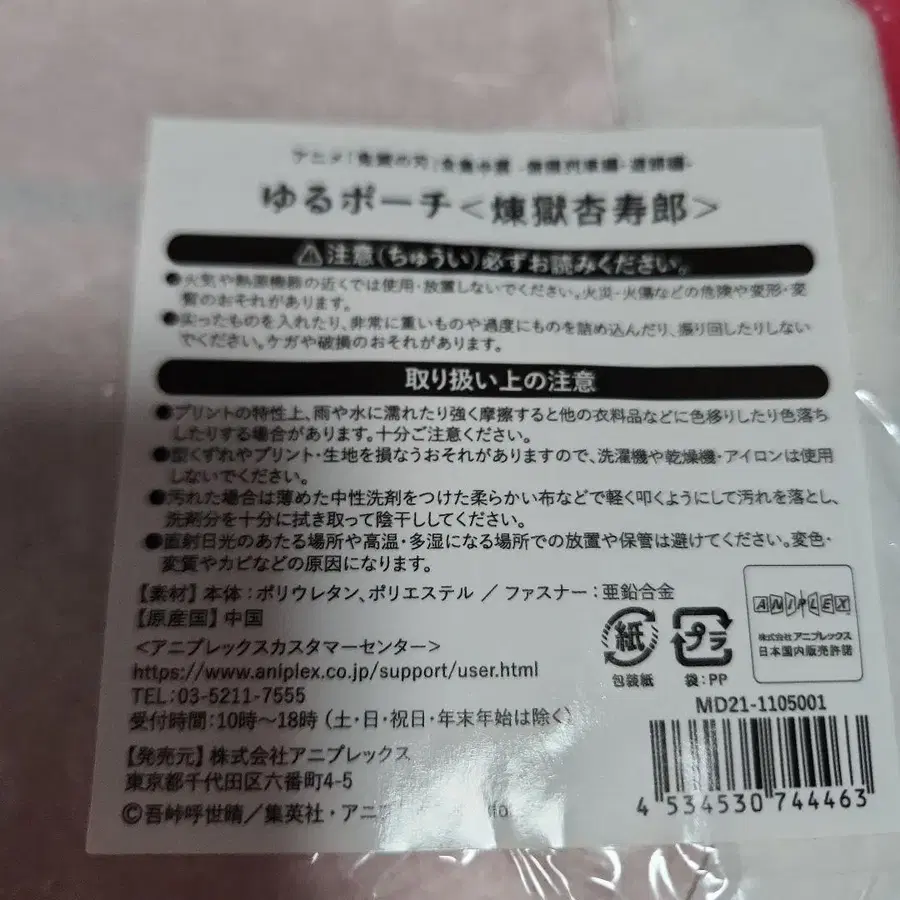 アニメ「鬼滅の刃」
ゆるポーチ＜煉獄杏寿郎＞
注意(ちゅうい)必ずお読みください。
●火気や熱源機器の近くでは使用・放置しないでください。火災・火傷などの危険や変形・変
質のおそれがあります。
●尖ったものを入れたり、非常に重いものや過度にものを詰め込んだり、振り回したりしない
でください。ケガや破損のおそれがあります。
取り扱い上の注意
●プリントの特性上、雨や水に濡れたり強く摩擦すると他の衣料品などに色移りしたり色落ち
したりする場合があります。十分ご注意ください。
●型くずれやプリント・生地を損なうおそれがありますので、洗濯機や乾燥機・アイロンは使用
しないでください。
●汚れた場合は薄めた中性洗剤をつけた柔らかい布などで軽く叩くようにして汚れを落とし、
洗剤分を十分に拭き取って陰干ししてください。
●直射日光のあたる場所や高温・多湿になる場所での放置や保管は避けてください。変色・
変質やカビなどの原因になります。
【素材】本体：ポリウレタン、ポリエステル / ファスナー：亜鉛合金
【原産国】中国
<アニプレックスカスタマーセンター>
https://www.aniplex.co.jp/support/user.html
TEL：03-5211-7555
受付時間：10時～18時（土・日・祝日・年末年始は除く）
【発売元】株式会社アニプレックス
東京都千代田区六番町4-5
©吾峠呼世晴／集英社・アニ
紙
包装紙
プラ
袋：PP
ANIPLEX
株式会社アニプレックス
日本国内販売許諾
MD21-1105001
4 534530 744463